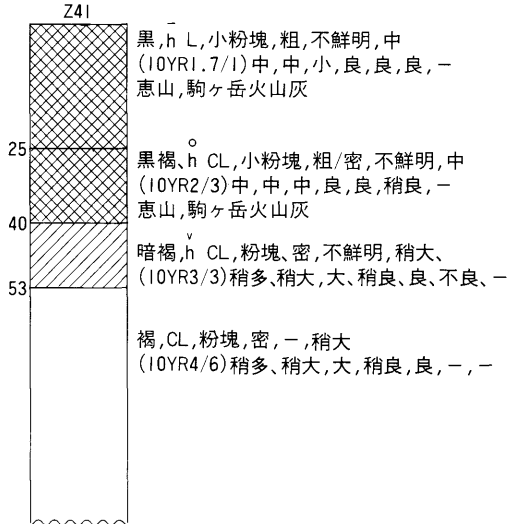 Z41
黒,h̄ L,小粉塊,粗,不鮮明,中
(10YR1.7/1)中,中,小,良,良,良,－
恵山,駒ヶ岳火山灰
25
黒褐、h̊ CL,小粉塊,粗/密,不鮮明,中
(10YR2/3)中,中,中,良,良,稍良,－
恵山,駒ヶ岳火山灰
40
暗褐,ȟ CL,粉塊、密,不鮮明,稍大、
(10YR3/3)稍多、稍大,大、稍良、良、不良、－
53
褐,CL,粉塊,密,－,稍大
(10YR4/6)稍多、稍大,大,稍良,良,－,－